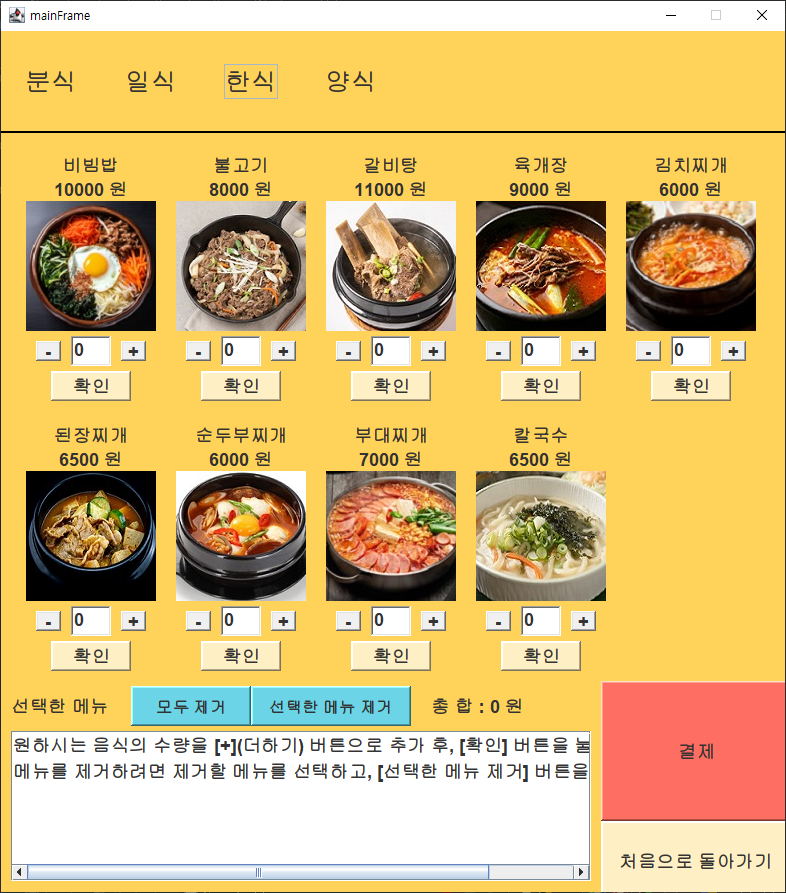 mainFrame
분식 일식 한식 양식
비빔밥 불고기 갈비탕 육개장 김치찌개
10000 원 8000 원 11000 원 9000 원 6000 원
- 0 + - 0 + - 0 + - 0 + - 0 +
확인 확인 확인 확인 확인
된장찌개 순두부찌개 부대찌개 칼국수
6500 원 6000 원 7000 원 6500 원
- 0 + - 0 + - 0 + - 0 +
확인 확인 확인 확인
선택한 메뉴 모두 제거 선택한 메뉴 제거 총 합 : 0 원
원하시는 음식의 수량을 [+](더하기) 버튼으로 추가 후, [확인] 버튼을
메뉴를 제거하려면 제거할 메뉴를 선택하고, [선택한 메뉴 제거] 버튼을
결제
처음으로 돌아가기